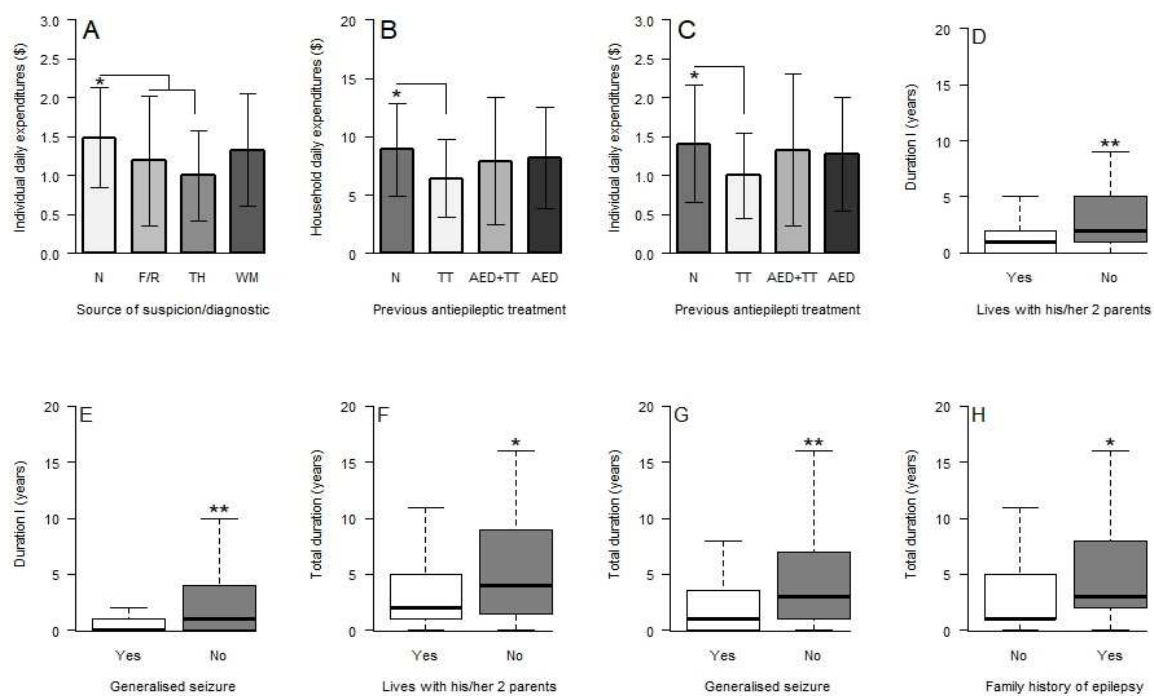 A
Individual daily expenditures ($)
3.0
2.5
2.0
1.5
1.0
0.5
0.0
*
N F/R TH WM
Source of suspicion/diagnostic
B
Household daily expenditures ($)
20
15
10
5
0
*
N TT AED+TT AED
Previous antiepileptic treatment
C
Individual daily expenditures ($)
3.0
2.5
2.0
1.5
1.0
0.5
0.0
*
N TT AED+TT AED
Previous antiepilepti treatment
D
Duration I (years)
20
15
10
5
0
**
Yes No
Lives with his/her 2 parents
E
Duration I (years)
20
15
10
5
0
**
Yes No
Generalised seizure
F
Total duration (years)
20
15
10
5
0
*
Yes No
Lives with his/her 2 parents
G
Total duration (years)
20
15
10
5
0
**
Yes No
Generalised seizure
H
Total duration (years)
20
15
10
5
0
*
No Yes
Family history of epilepsy